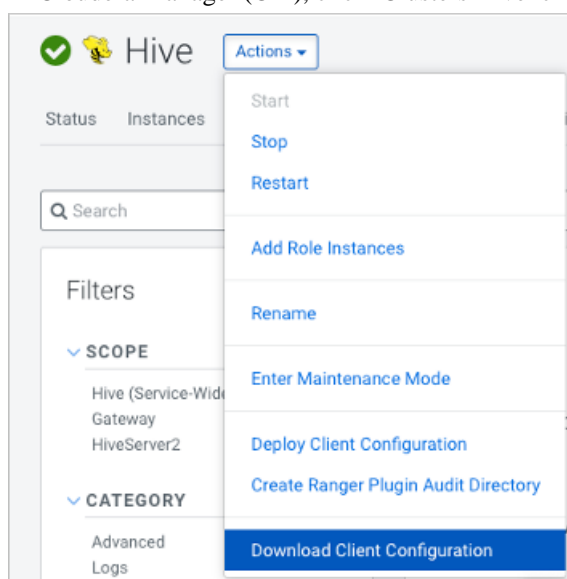 Hive Actions
Status Instances
Search
Filters
SCOPE
Hive (Service-Wide
Gateway
HiveServer2
CATEGORY
Advanced
Logs
Start
Stop
Restart
Add Role Instances
Rename
Enter Maintenance Mode
Deploy Client Configuration
Create Ranger Plugin Audit Directory
Download Client Configuration